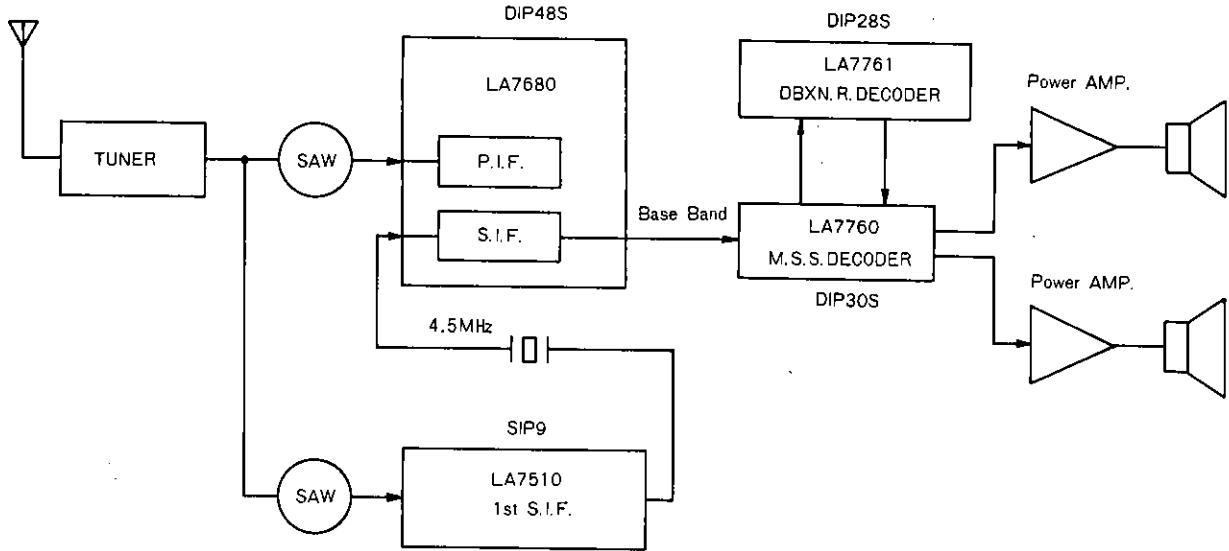 DIP48S
DIP28S
LA7680
LA7761
DBXN.R.DECODER
Power AMP.
TUNER
SAW
P.I.F.
S.I.F.
Base Band
LA7760
M.S.S.DECODER
DIP30S
Power AMP.
4.5MHz
SIP9
SAW
LA7510
1st S.I.F.